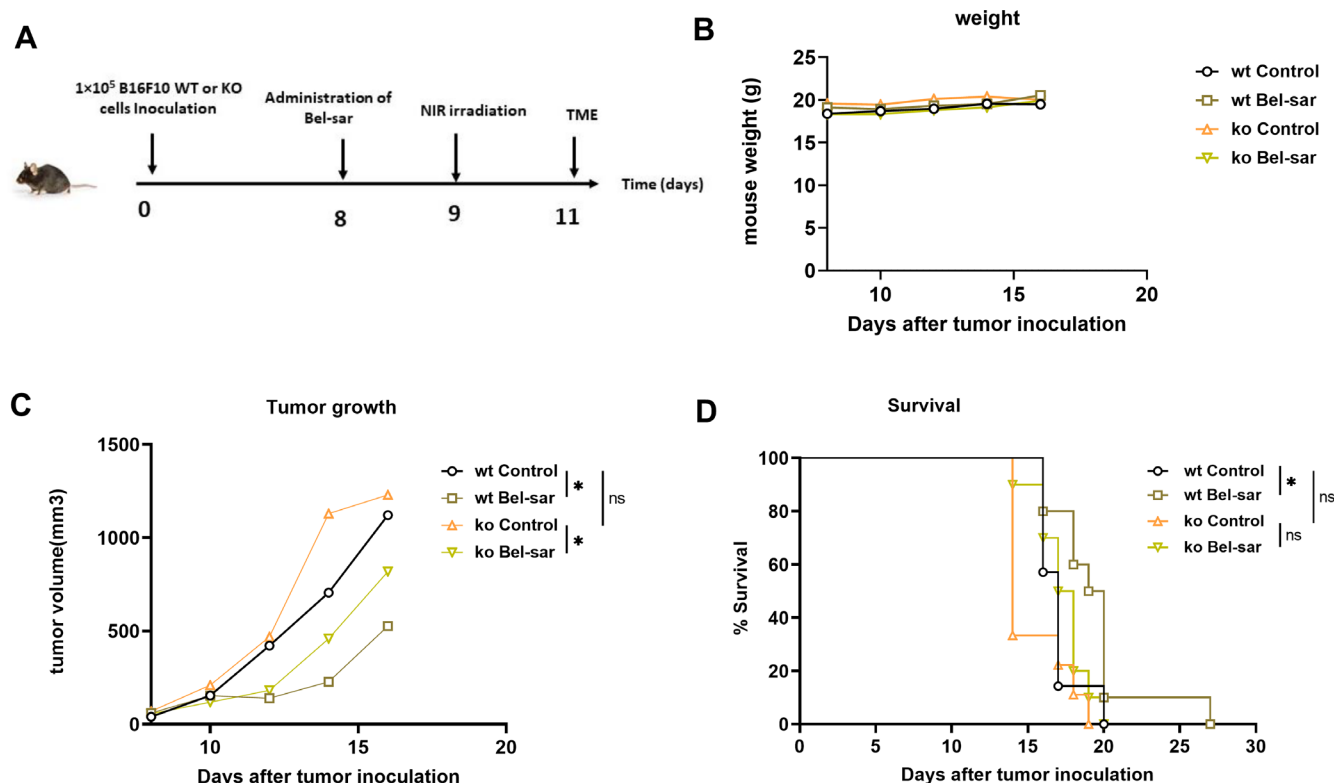 A
1×10⁵ B16F10 WT or KO
cells Inoculation
Administration of
Bel-sar
NIR irradiation
TME
Time (days)
0
8
9
11
B
weight
mouse weight (g)
25
20
15
10
5
0
10
15
20
Days after tumor inoculation
wt Control
wt Bel-sar
ko Control
ko Bel-sar
C
Tumor growth
tumor volume(mm3)
1500
1000
500
0
10
15
20
Days after tumor inoculation
wt Control
wt Bel-sar
ko Control
ko Bel-sar
*
*
ns
D
Survival
% Survival
100
80
60
40
20
0
0
5
10
15
20
25
30
Days after tumor inoculation
wt Control
wt Bel-sar
ko Control
ko Bel-sar
*
ns
ns